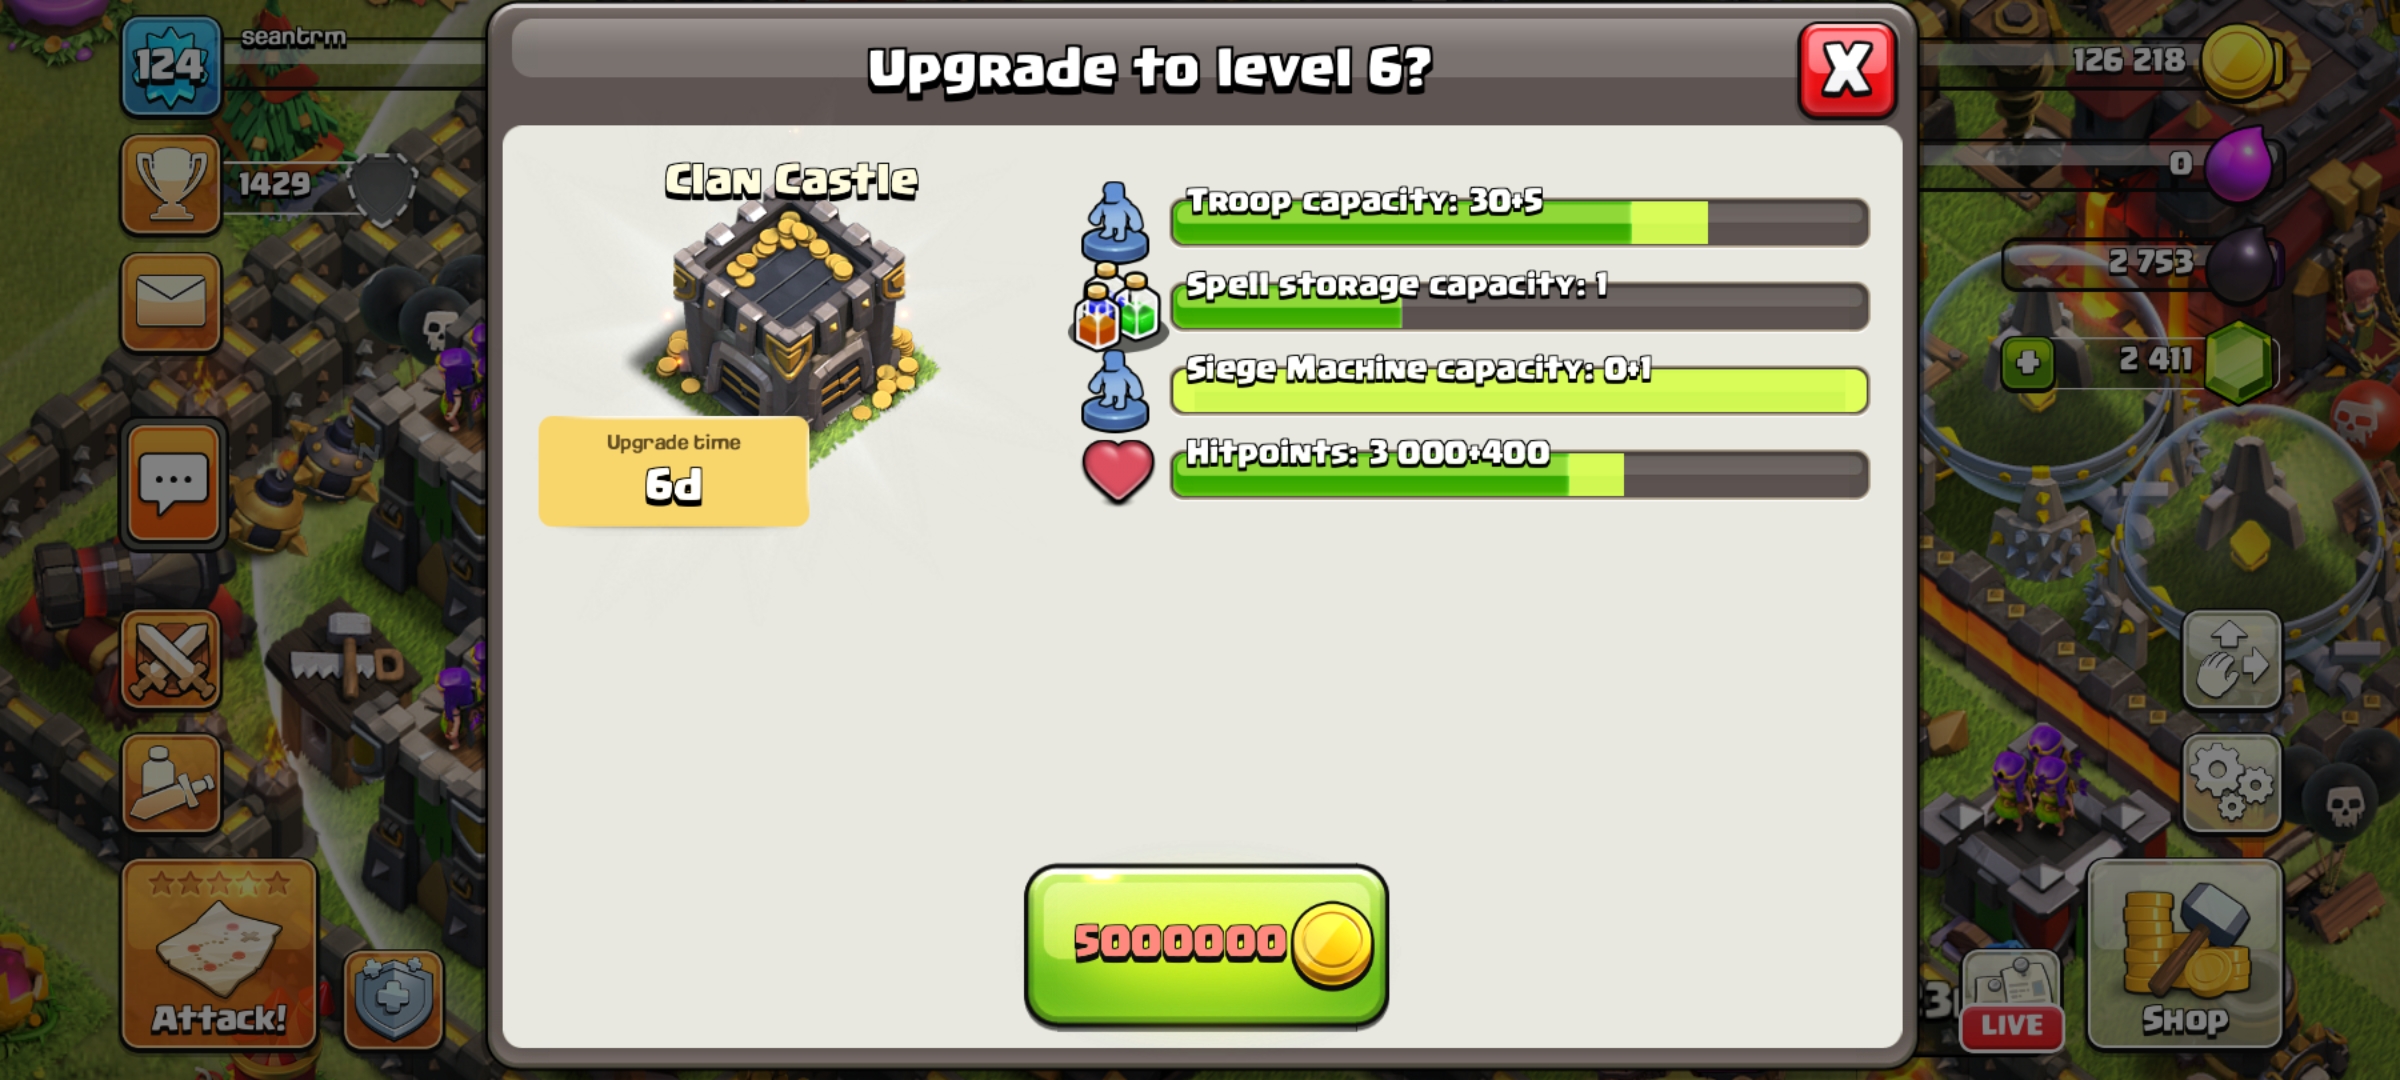 124
seantrm
Upgrade to level 6?
X
126 218
Clan Castle
1429
Troop capacity: 30+5
0
Spell storage capacity: 1
2 753
Siege Machine capacity: 0+1
2 411
Upgrade time
6d
Hitpoints: 3 000+400
5000000
Attack!
LIVE
Shop